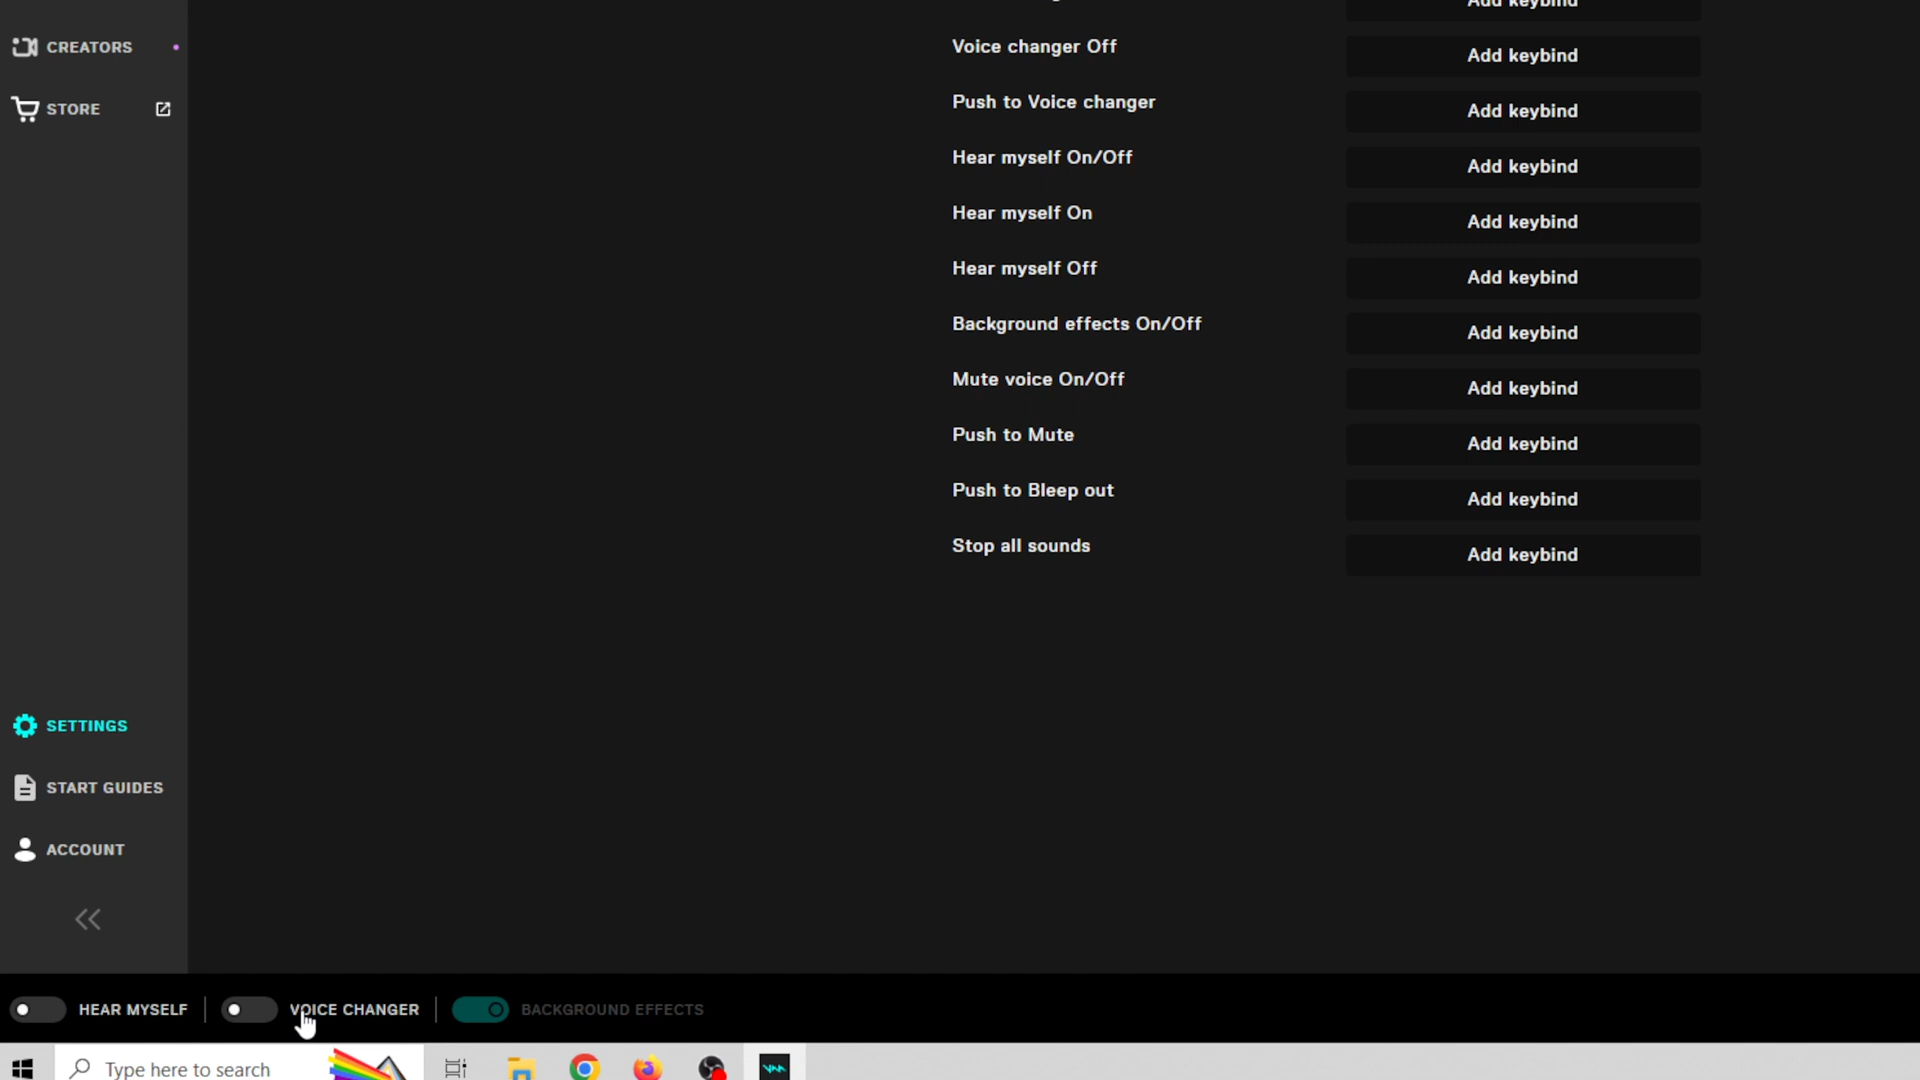 Add keybind
CREATORS
Voice changer Off
Add keybind
STORE
Push to Voice changer
Add keybind
Hear myself On/Off
Add keybind
Hear myself On
Add keybind
Hear myself Off
Add keybind
Background effects On/Off
Add keybind
Mute voice On/Off
Add keybind
Push to Mute
Add keybind
Push to Bleep out
Add keybind
Stop all sounds
Add keybind
SETTINGS
START GUIDES
ACCOUNT
HEAR MYSELF
VOICE CHANGER
BACKGROUND EFFECTS
Type here to search